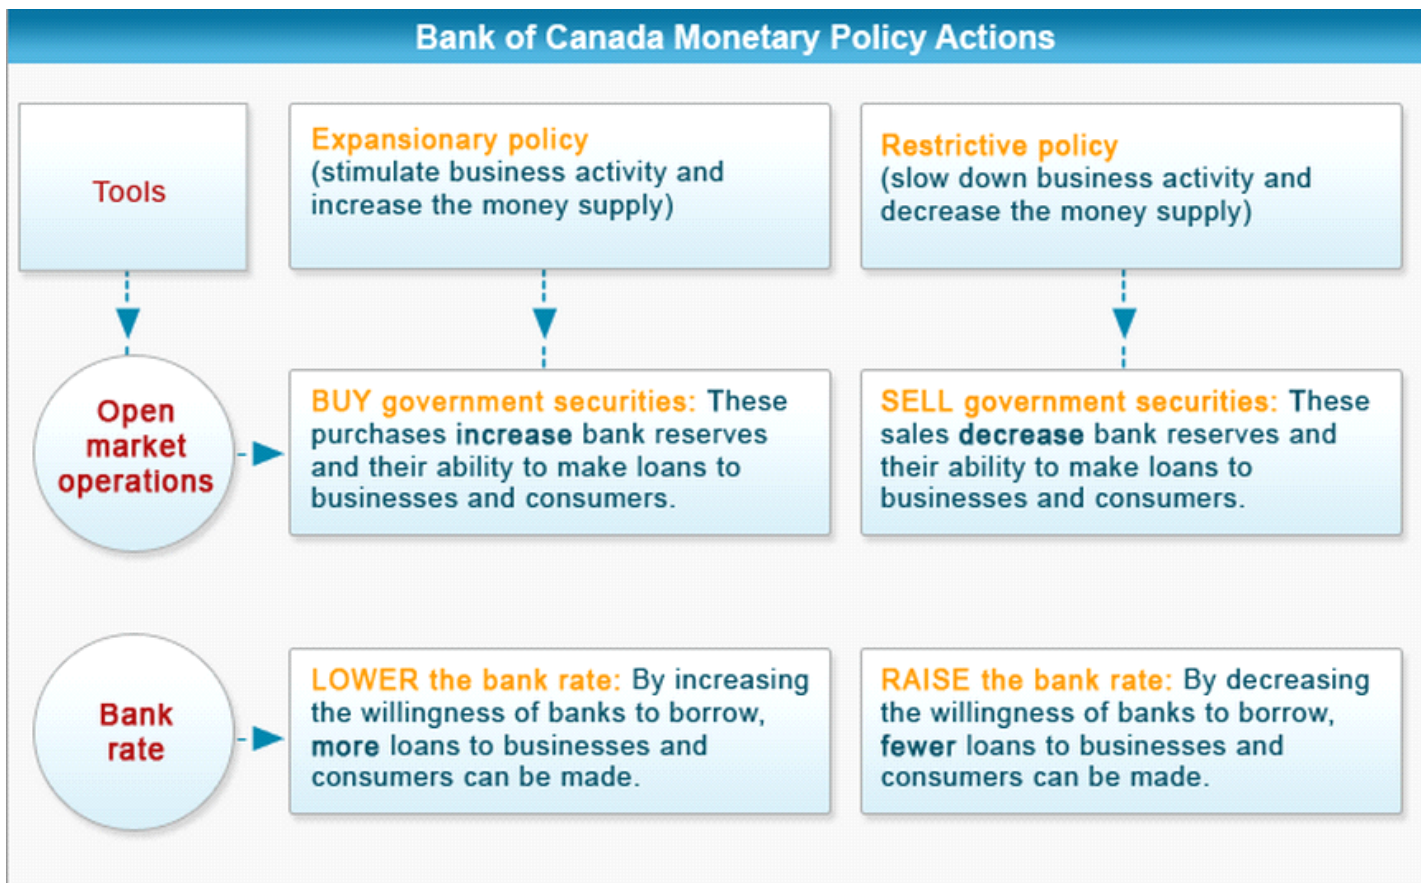 Bank of Canada Monetary Policy Actions
Tools
Expansionary policy
(stimulate business activity and
increase the money supply)
Restrictive policy
(slow down business activity and
decrease the money supply)
Open
market
operations
BUY government securities: These
purchases increase bank reserves
and their ability to make loans to
businesses and consumers.
SELL government securities: These
sales decrease bank reserves and
their ability to make loans to
businesses and consumers.
Bank
rate
LOWER the bank rate: By increasing
the willingness of banks to borrow,
more loans to businesses and
consumers can be made.
RAISE the bank rate: By decreasing
the willingness of banks to borrow,
fewer loans to businesses and
consumers can be made.